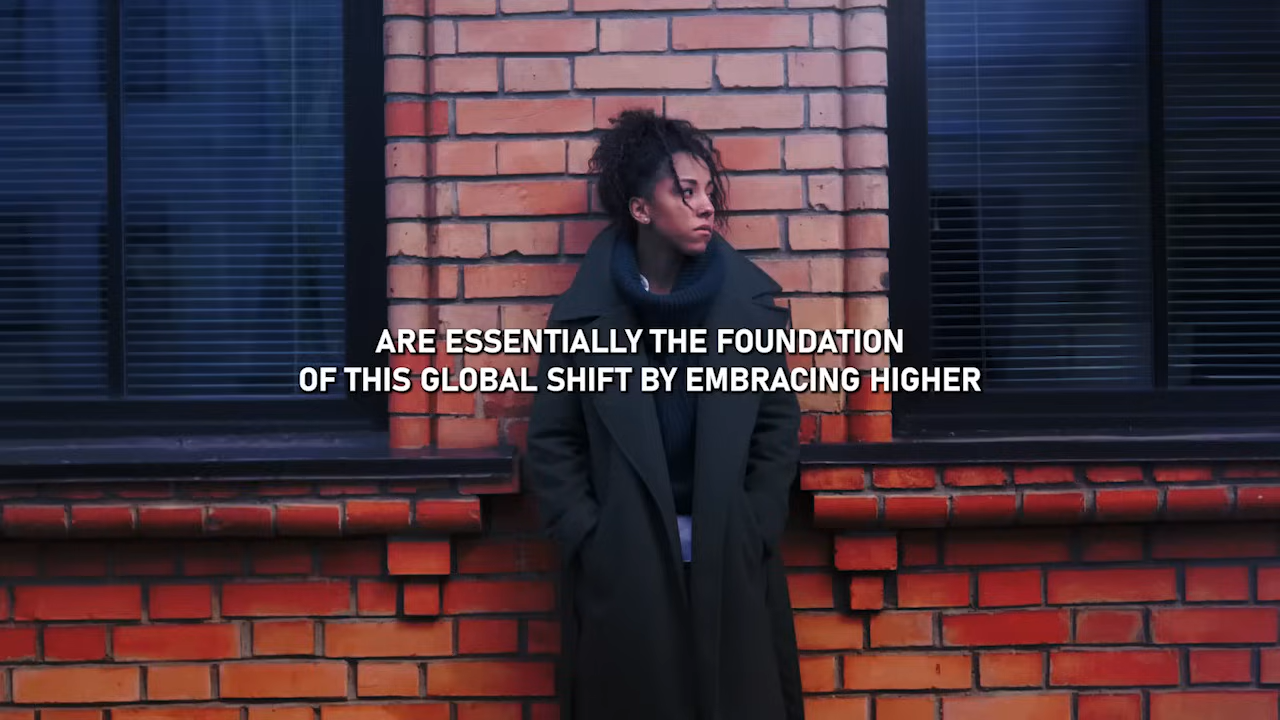 ARE ESSENTIALLY THE FOUNDATION
OF THIS GLOBAL SHIFT BY EMBRACING HIGHER